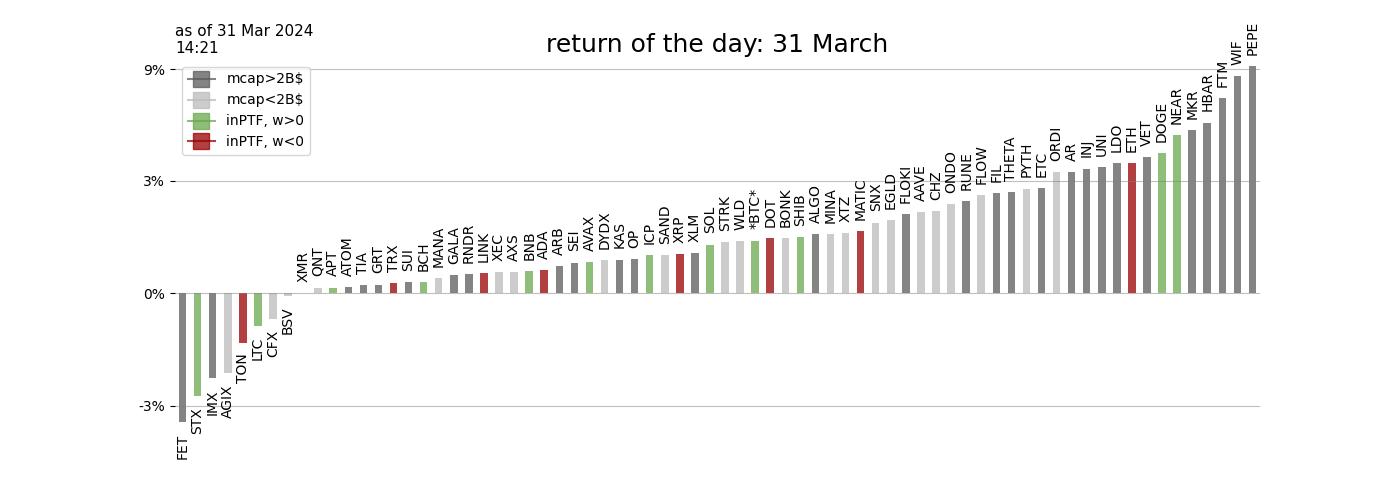 as of 31 Mar 2024
14:21
return of the day: 31 March
mcap>2B$
mcap<2B$
inPTF, w>0
inPTF, w<0
9%
3%
0%
-3%
FET
STX
IMX
AGIX
TON
LTC
CFX
BSV
XMR
QNT
APT
ATOM
TIA
GRT
TRX
SUI
BCH
MANA
GALA
RNDR
LINK
XEC
AXS
BNB
ADA
ARB
SEI
AVAX
DYDX
KAS
OP
ICP
SAND
XRP
XLM
SOL
STRK
WLD
*BTC*
DOT
BONK
SHIB
ALGO
MINA
XTZ
MATIC
SNX
EGLD
FLOKI
AAVE
CHZ
ONDO
RUNE
FLOW
FIL
THETA
PYTH
ETC
ORDI
AR
INJ
UNI
LDO
ETH
VET
DOGE
NEAR
MKR
HBAR
FTM
WIF
PEPE